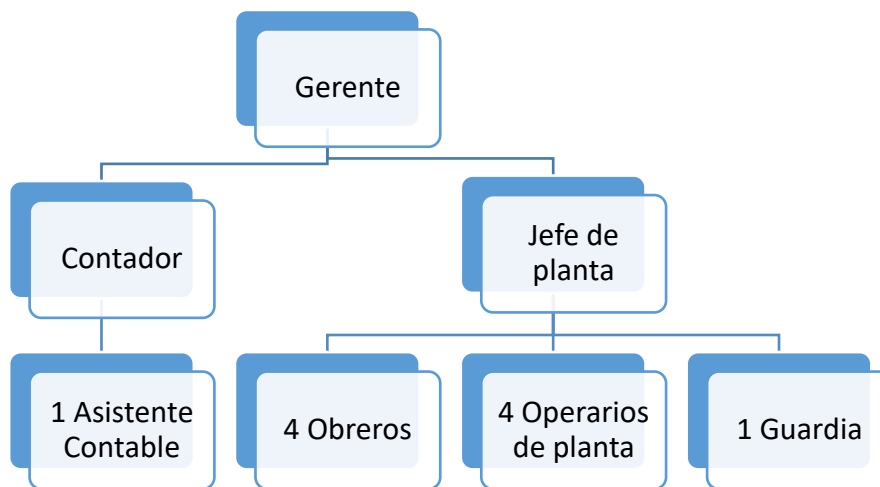 Gerente
Contador
Jefe de
planta
1 Asistente
Contable
4 Obreros
4 Operarios
de planta
1 Guardia